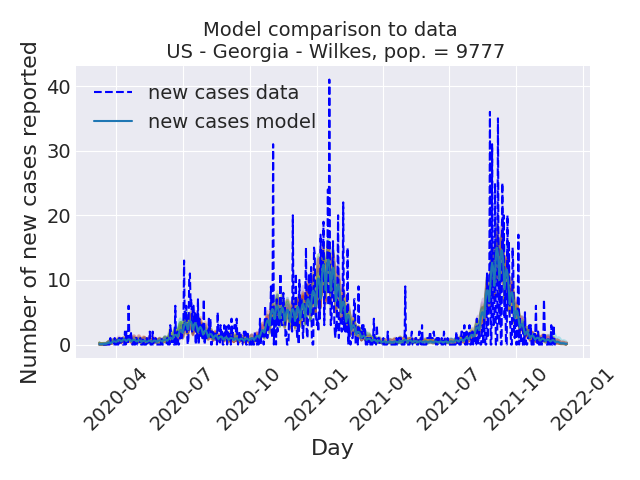 Model comparison to data
US - Georgia - Wilkes, pop. = 9777
Number of new cases reported
40
30
20
10
0
new cases data
new cases model
2020-04
2020-07
2020-10
2021-01
2021-04
2021-07
2021-10
2022-01
Day